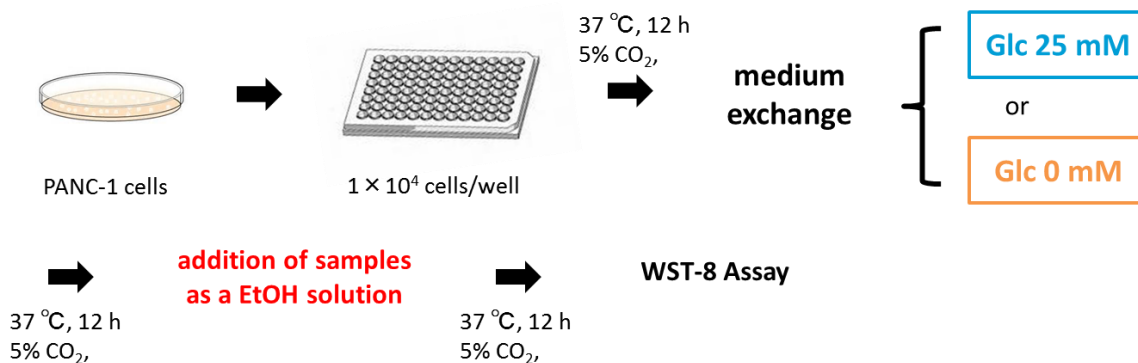 37 ℃, 12 h
5% CO₂,
Glc 25 mM
medium
exchange
or
Glc 0 mM
PANC-1 cells
1 × 10⁴ cells/well
addition of samples
as a EtOH solution
WST-8 Assay
37 ℃, 12 h
5% CO₂,
37 ℃, 12 h
5% CO₂,